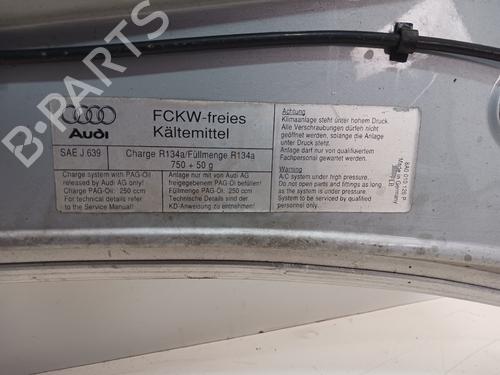 B-PARTS
Audi
FCKW-freies
Kältemittel
SAE J 639
Charge R134a/Füllmenge R134a
750 + 50 g
Charge system with PAG-Oil
released by Audi AG only!
Charge PAG-Oil: 250 ccm
For technical details refer
to the Service Manual!
Anlage nur mit von Audi AG
freigegebenem PAG-Öl befüllen!
Füllmenge PAG-Öl: 250 ccm
Technische Details sind der
KD-Anweisung zu entnehmen!
Achtung
Klimaanlage steht unter hohem Druck.
Alle Verschraubungen dürfen nicht
geöffnet werden, solange die Anlage
unter Druck steht.
Anlage darf nur von qualifiziertem
Fachpersonal gewartet werden.
Warning
A/C system under high pressure.
Do not open parts and fittings as long
as system is under pressure.
System to be serviced by qualified
personnel only!
Made in Germany